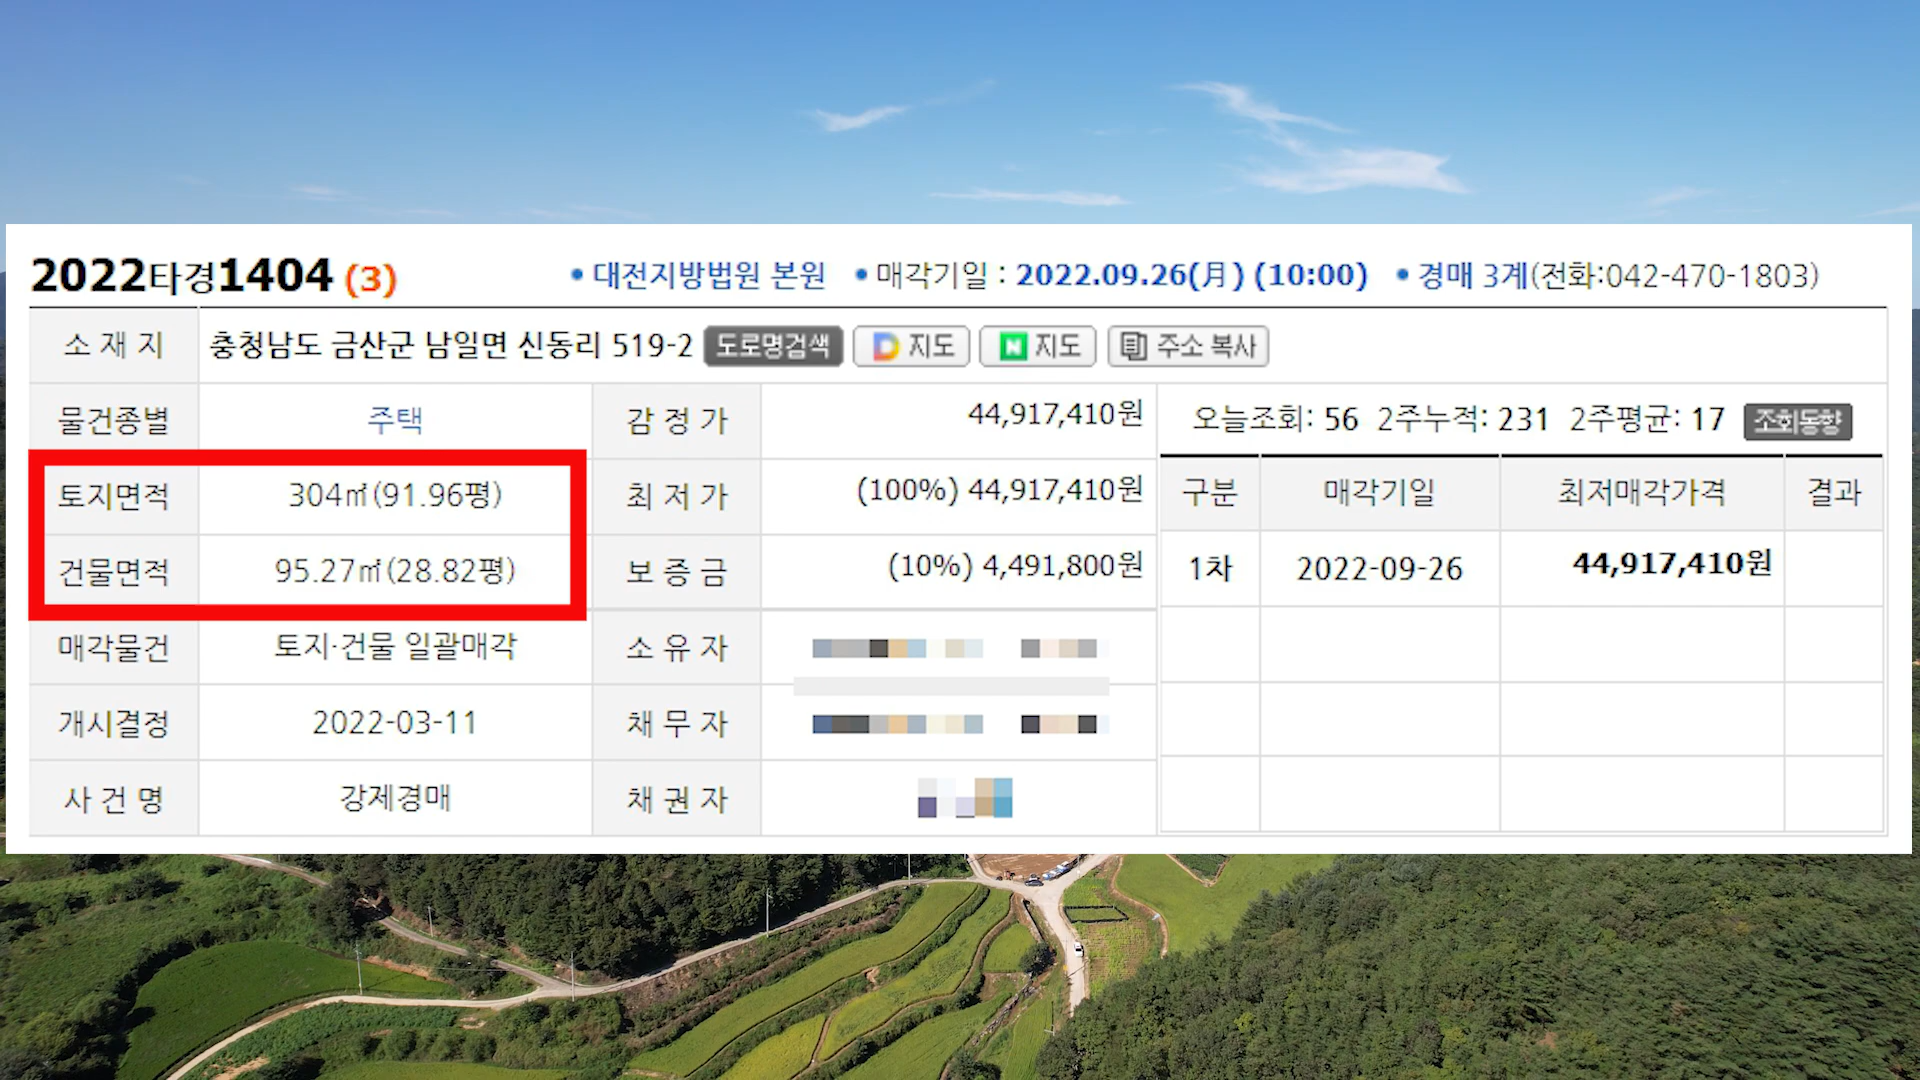 2022타경1404 (3) • 대전지방법원 본원 • 매각기일 : 2022.09.26(月) (10:00) • 경매 3계(전화:042-470-1803)
소 재 지 충청남도 금산군 남일면 신동리 519-2 도로명검색 D 지도 N 지도 주소 복사
물건종별 주택 감 정 가 44,917,410원 오늘조회: 56 2주누적: 231 2주평균: 17 조회동향
토지면적 304㎡(91.96평) 최 저 가 (100%) 44,917,410원 구분 매각기일 최저매각가격 결과
건물면적 95.27㎡(28.82평) 보 증 금 (10%) 4,491,800원 1차 2022-09-26 44,917,410원
매각물건 토지·건물 일괄매각 소 유 자
개시결정 2022-03-11 채 무 자
사 건 명 강제경매 채 권 자